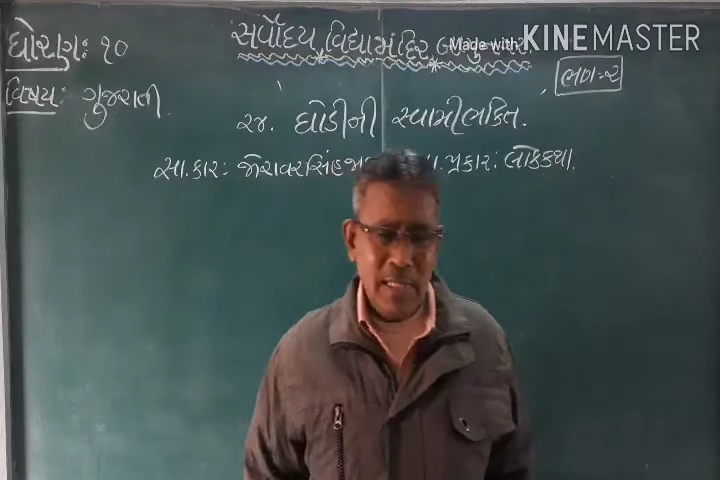 ધોરણ: ૧૦
સર્વોદય વિદ્યામંદિર
Made with KINEMASTER
ભાગ-૨
વિષય: ગુજરાતી.
૨૪. ઘોડીની સ્વામીભક્તિ.
સા.કાર: જોરાવરસિંહ પ્રકાર: લોકકથા.